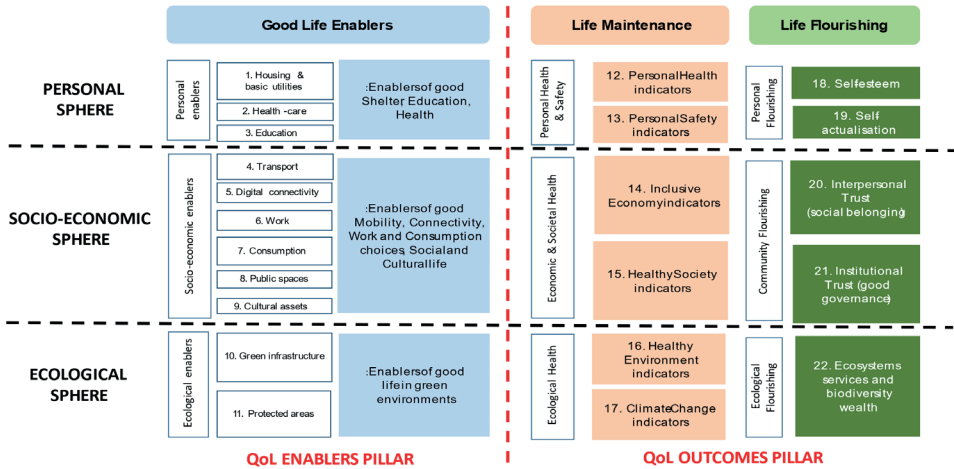 Good Life Enablers
Life Maintenance
Life Flourishing
PERSONAL
SPHERE
Personal
enablers
1. Housing &
basic utilities
2. Health -care
3. Education
:Enablersof good
Shelter, Education,
Health
Personal Health
& Safety
12. PersonalHealth
indicators
13. PersonalSafety
indicators
Personal
Flourishing
18. Selfesteem
19. Self
actualisation
SOCIO-ECONOMIC
SPHERE
Socio-economic enablers
4. Transport
5. Digital connectivity
6. Work
7. Consumption
8. Public spaces
9. Cultural assets
:Enablersof good
Mobility, Connectivity,
Work and Consumption
choices, Socialand
Culturallife
Economic & Societal Health
14. Inclusive
Economyindicators
15. HealthySociety
indicators
Community Flourishing
20. Interpersonal
Trust
(social belonging)
21. Institutional
Trust (good
governance)
ECOLOGICAL
SPHERE
Ecological enablers
10. Green infrastructure
11. Protected areas
:Enablersof good
lifein green
environments
Ecological Health
16. Healthy
Environment
indicators
17. ClimateChange
indicators
Ecological
Flourishing
22. Ecosystems
services and
biodiversity
wealth
QoL ENABLERS PILLAR
QoL OUTCOMES PILLAR